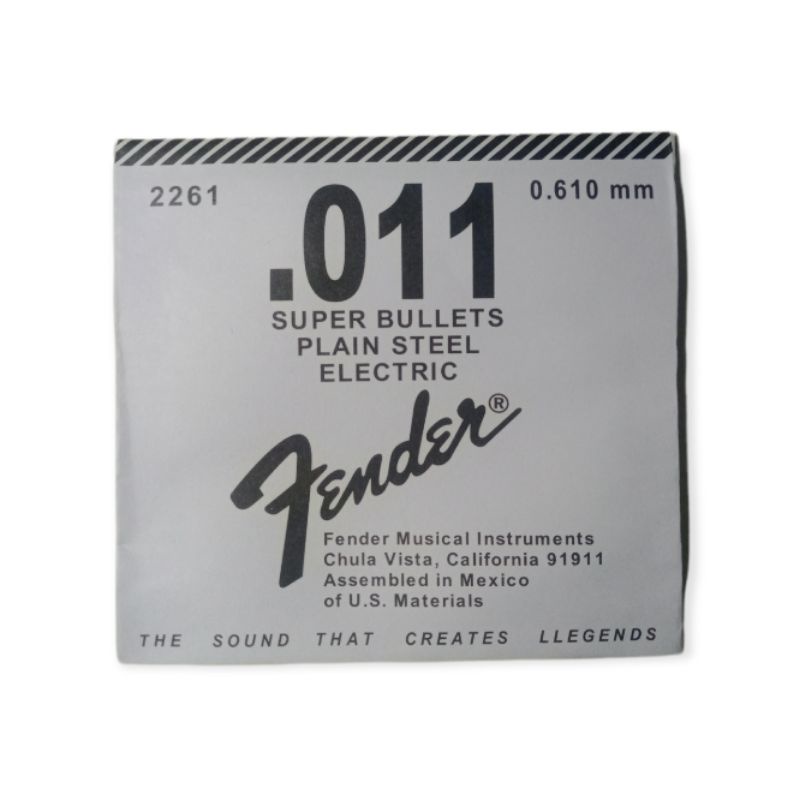 2261
.011
0.610 mm
SUPER BULLETS
PLAIN STEEL
ELECTRIC
Fender®
Fender Musical Instruments
Chula Vista, California 91911
Assembled in Mexico
of U.S. Materials
THE SOUND THAT CREATES LLEGENDS